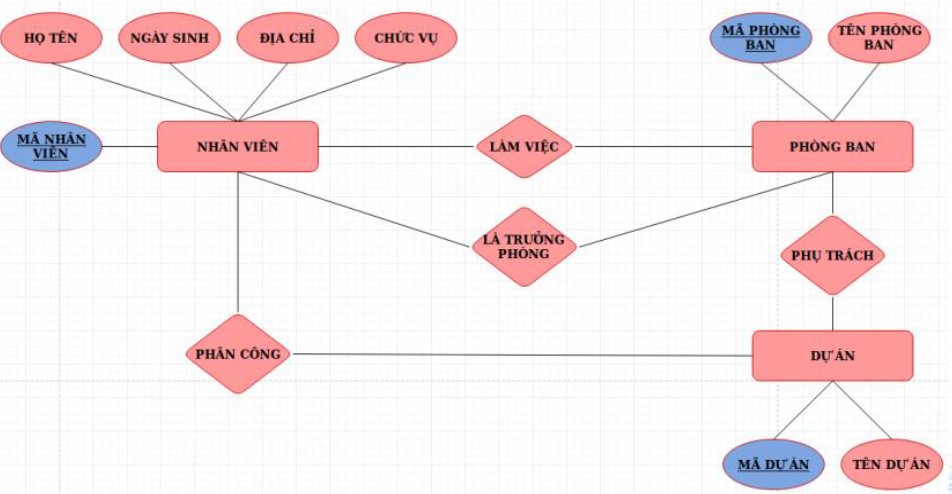 HỌ TÊN
NGÀY SINH
ĐỊA CHỈ
CHỨC VỤ
MÃ PHÒNG
BAN
TÊN PHÒNG
BAN
MÃ NHÂN
VIÊN
NHÂN VIÊN
LÀM VIỆC
PHÒNG BAN
LÀ TRƯỞNG
PHÒNG
PHỤ TRÁCH
PHÂN CÔNG
DỰ ÁN
MÃ DỰ ÁN
TÊN DỰ ÁN